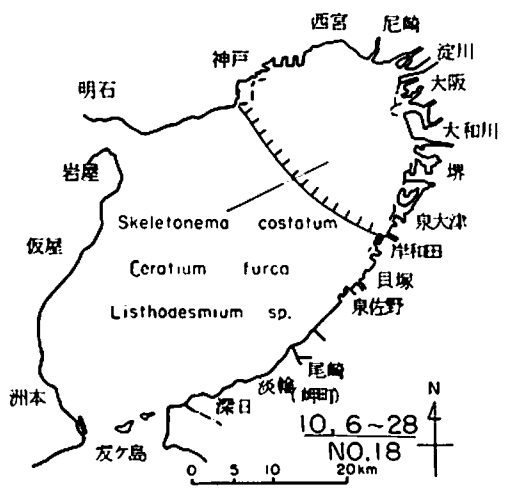 西宮
尼崎
淀川
神戸
大阪
明石
大和川
岩屋
堺
Skeletonema costatum
泉大津
岸和田
仮屋
Ceratium furca
貝塚
泉佐野
Listhodesmium sp.
尾崎
淡輪
(岬町)
洲本
深日
友ケ島
N
10, 6~28
NO.18
0 5 10 20km